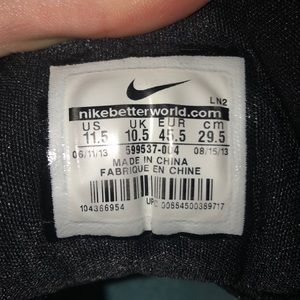 LN2
nikebetterworld.com
US UK EUR cm
11.5 10.5 45.5 29.5
06/11/13 599537-004 08/15/13
MADE IN CHINA
FABRIQUE EN CHINE
104366954 UPC 00884500389717